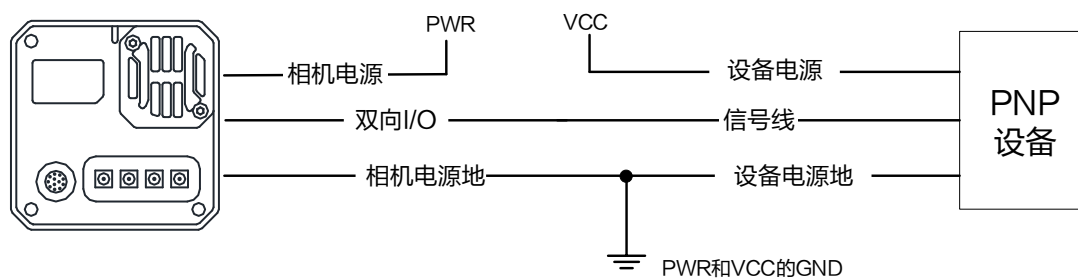 PWR
VCC
相机电源
设备电源
双向I/O
信号线
PNP
设备
相机电源地
设备电源地
PWR和VCC的GND